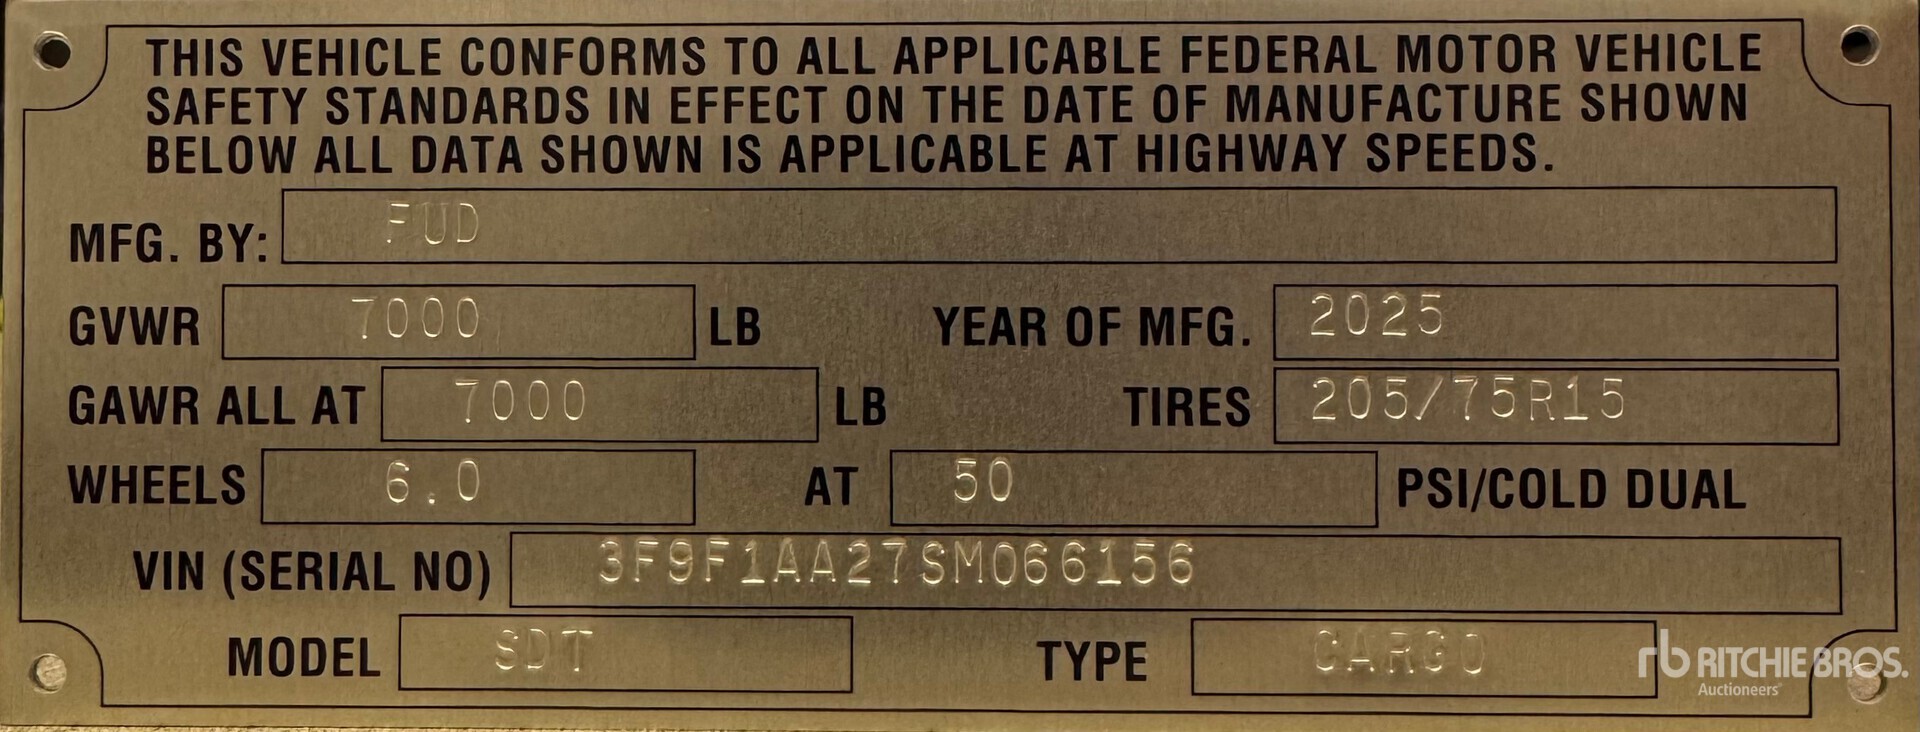 THIS VEHICLE CONFORMS TO ALL APPLICABLE FEDERAL MOTOR VEHICLE
SAFETY STANDARDS IN EFFECT ON THE DATE OF MANUFACTURE SHOWN
BELOW ALL DATA SHOWN IS APPLICABLE AT HIGHWAY SPEEDS.
MFG. BY: FUD
GVWR 7000 LB YEAR OF MFG. 2025
GAWR ALL AT 7000 LB TIRES 205/75R15
WHEELS 6.0 AT 50 PSI/COLD DUAL
VIN (SERIAL NO) 3F9F1AA27SM066156
MODEL SDT TYPE CARGO
rb RITCHIE BROS.
Auctioneers